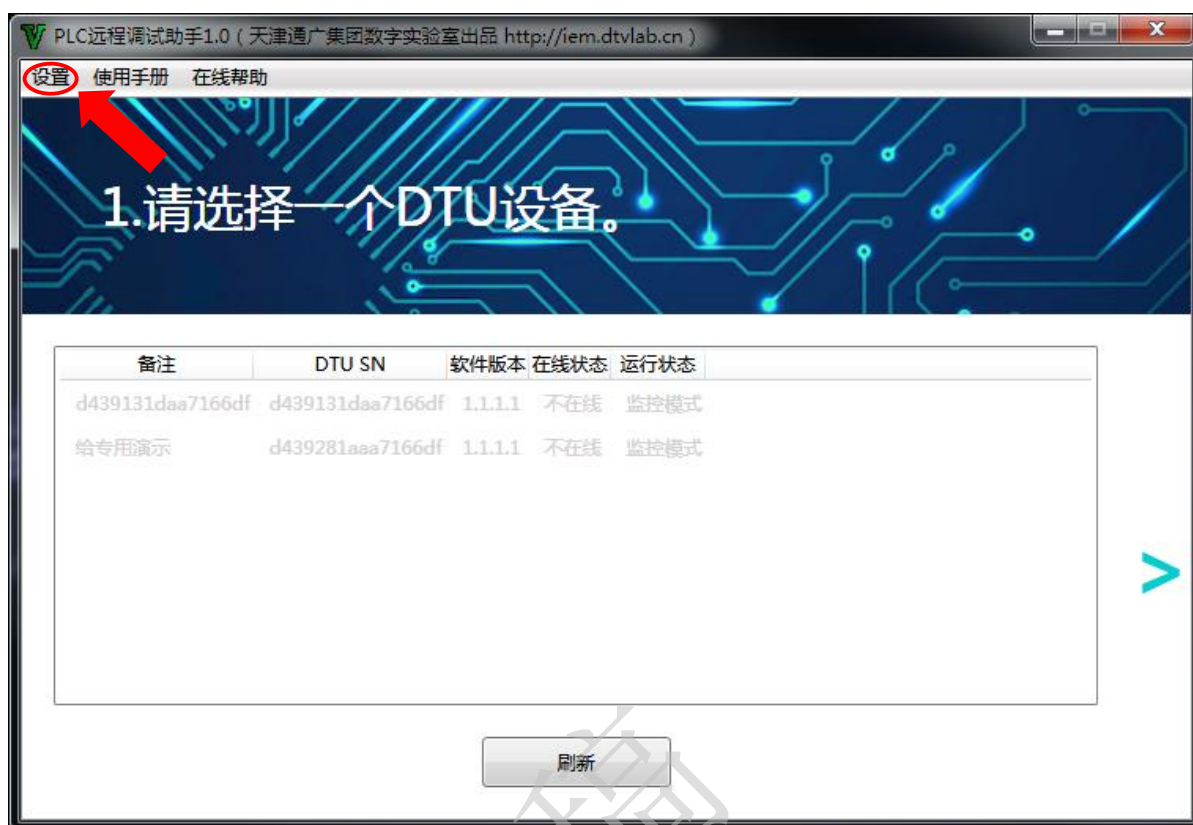 PLC远程调试助手1.0 ( 天津通广集团数字实验室出品 http://iem.dtvlab.cn )
设置 使用手册 在线帮助
1.请选择一个DTU设备。
备注 DTU SN 软件版本 在线状态 运行状态
d439131daa7166df d439131daa7166df 1.1.1.1 不在线 监控模式
给专用演示 d439281aaa7166df 1.1.1.1 不在线 监控模式
>
刷新